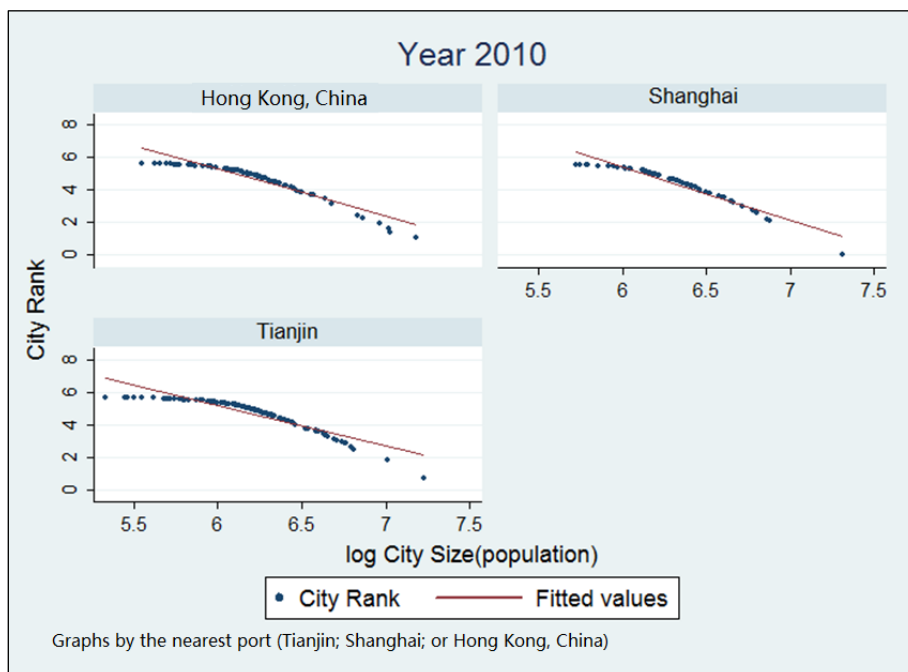 Year 2010
Hong Kong, China
Shanghai
8
6
4
2
0
5.5 6 6.5 7 7.5
City Rank
Tianjin
8
6
4
2
0
5.5 6 6.5 7 7.5
log City Size(population)
City Rank Fitted values
Graphs by the nearest port (Tianjin; Shanghai; or Hong Kong, China)